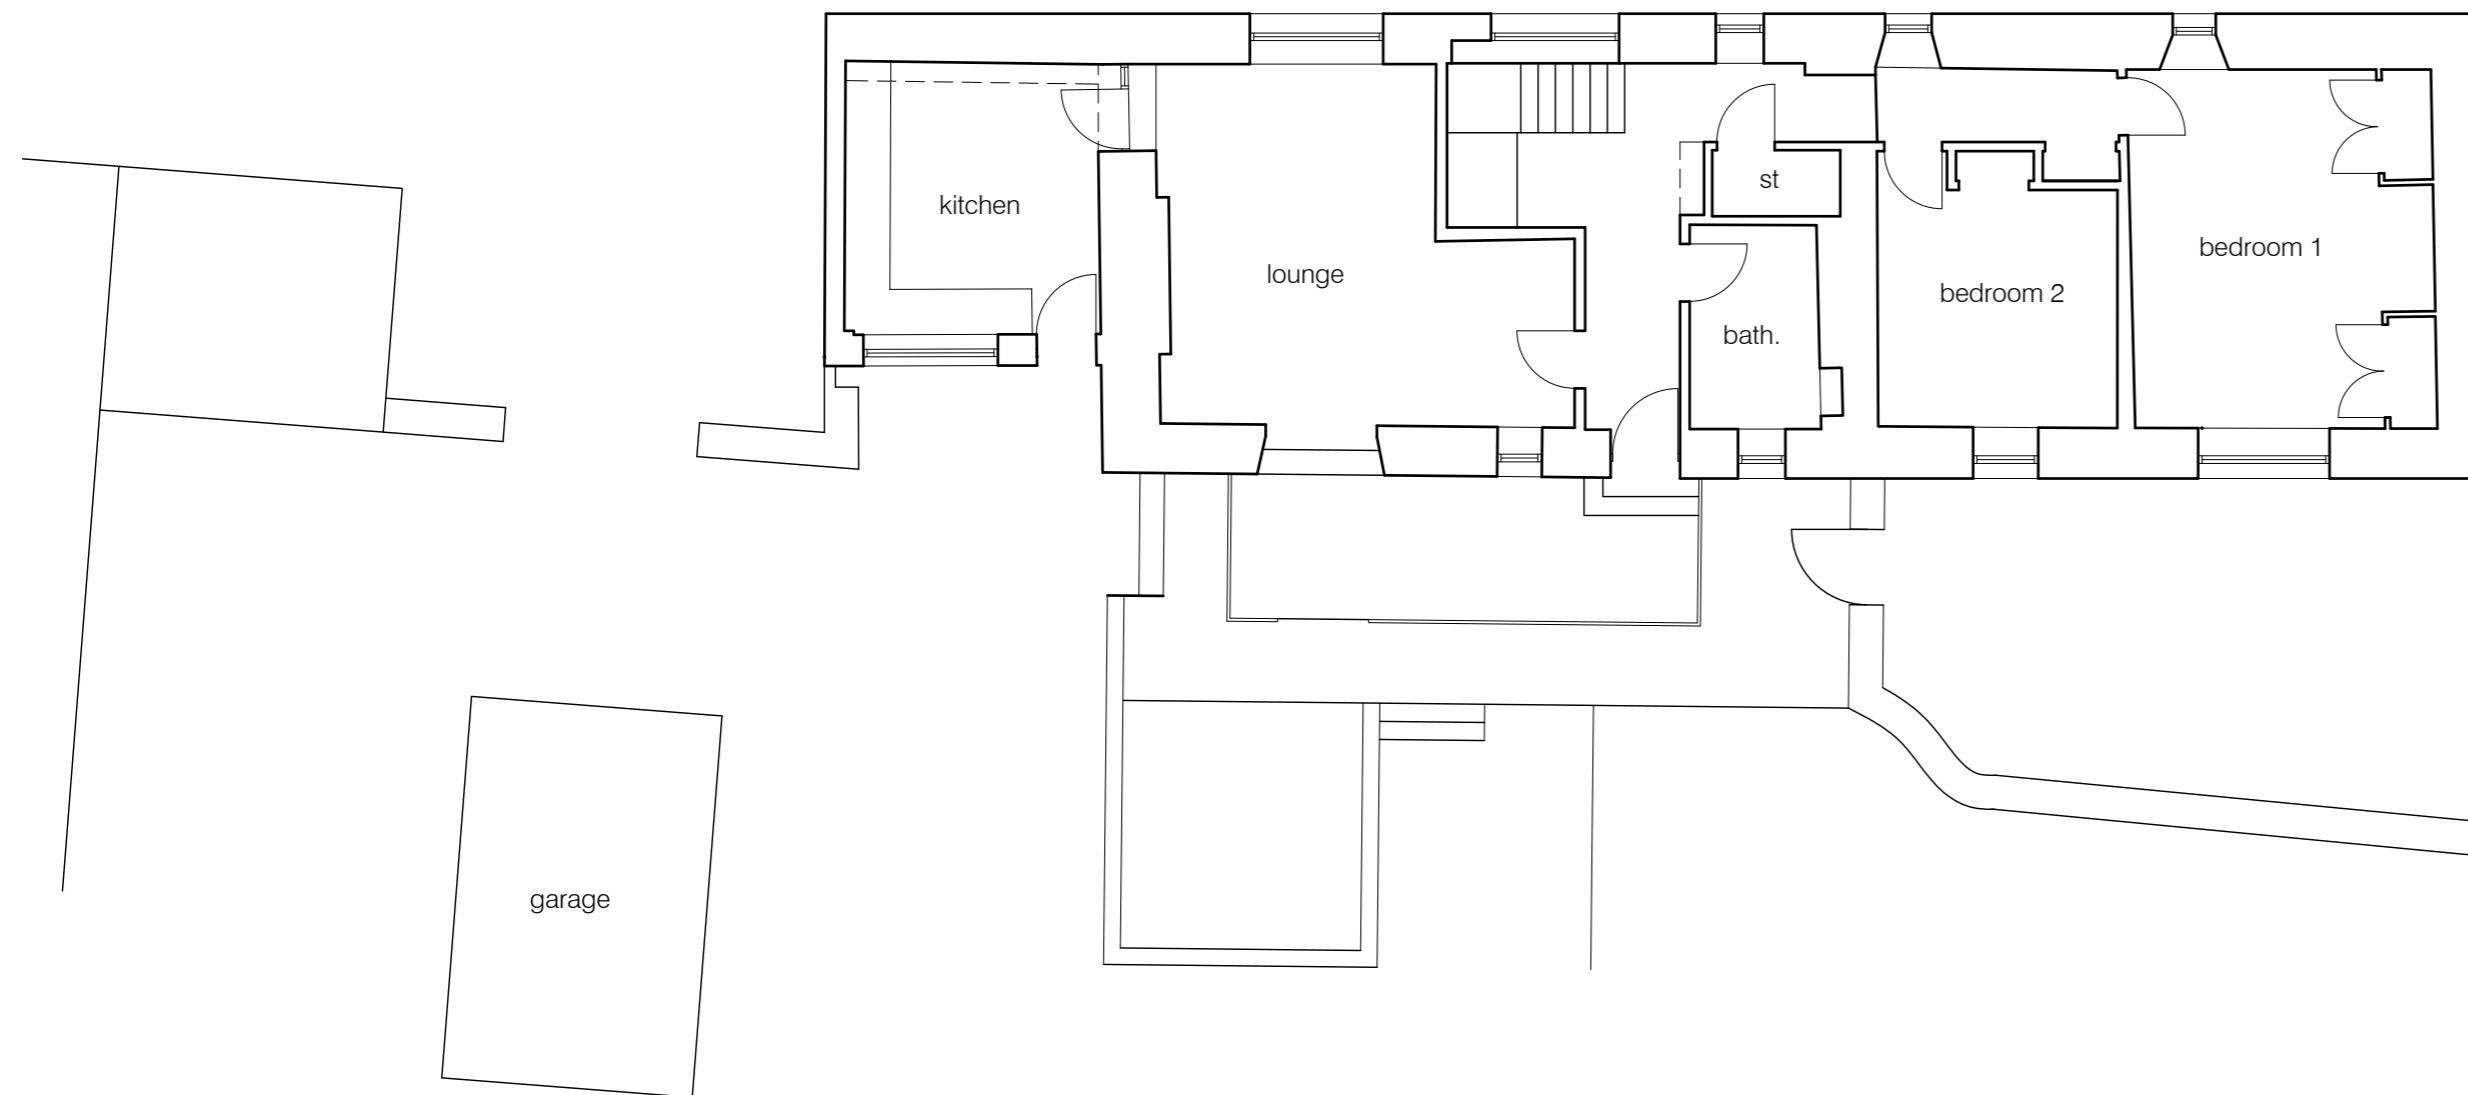 kitchen
st
lounge
bedroom 1
bedroom 2
bath.
garage